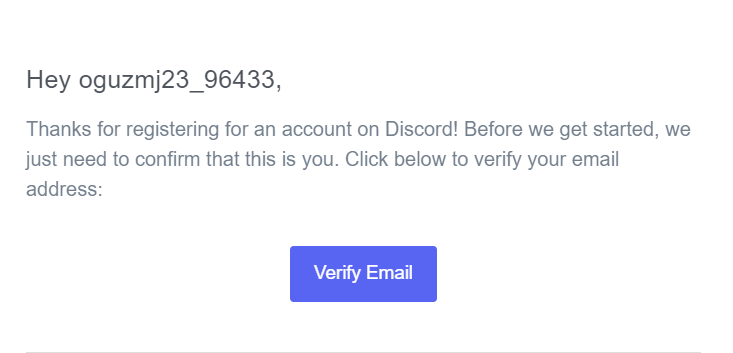 Hey oguzmj23_96433,
Thanks for registering for an account on Discord! Before we get started, we
just need to confirm that this is you. Click below to verify your email
address:
Verify Email